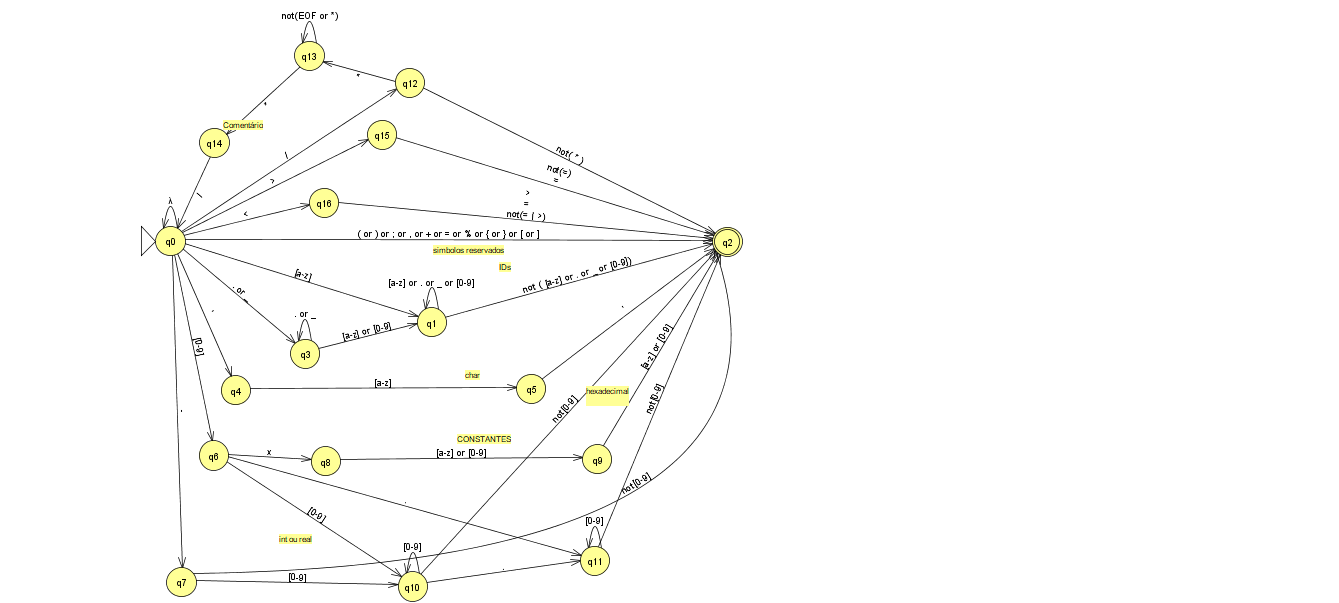 not(EOF or *)
q13
*
q12
*
Comentário
q15
q14
/
not( * )
not(=)
=
>
/
λ
<
q16
>
=
not(= ( >)
q0
( or ) or ; or , or + or = or % or { or } or [ or ]
q2
simbolos reservados
IDs
[a-z]
not ( [a-z) or . or _ or [0-9])
[a-z] or . or _ or [0-9]
. or _
'
'
. or _
q1
[a-z] or [0-9]
[0-9]
q3
char
q4
[a-z]
q5
[a-z] or [0-9]
hexadecimal
not[0-9]
not[0-9]
CONSTANTES
q6
x
q8
[a-z] or [0-9]
q9
not[0-9]
.
[0-9]
[0-9]
int ou real
[0-9]
q11
q7
[0-9]
q10
.